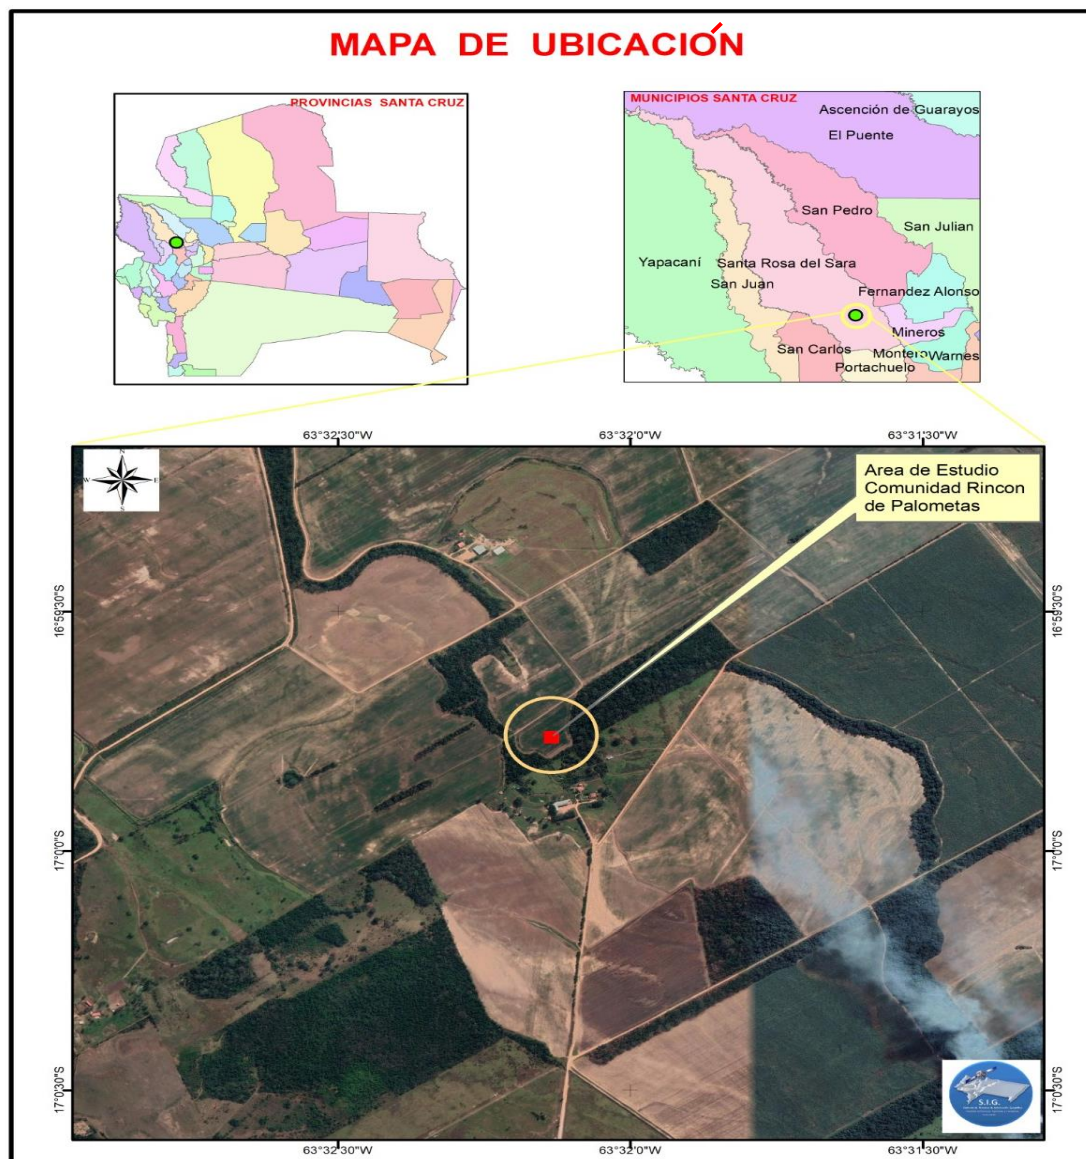 MAPA DE UBICACIÓN
PROVINCIAS SANTA CRUZ
MUNICIPIOS SANTA CRUZ
Ascención de Guarayos
El Puente
San Pedro
San Julian
Yapacaní
Santa Rosa del Sara
San Juan
Fernandez Alonso
Mineros
San Carlos
Montero
Warnes
Portachuelo
63°32'30"W
63°32'0"W
63°31'30"W
N
W
E
S
Area de Estudio
Comunidad Rincon
de Palometas
16°59'30"S
16°59'30"S
17°0'0"S
17°0'0"S
17°0'30"S
17°0'30"S
S.I.G.
63°32'30"W
63°32'0"W
63°31'30"W